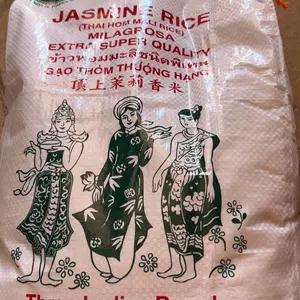 JASMINE RICE
(THAI HOM MALI RICE)
MILAGROSA
EXTRA SUPER QUALITY
ข้าวหอมมะลิชนิดพิเศษ
GẠO THƠM THƯỢNG HẠNG
頂上茉莉香米